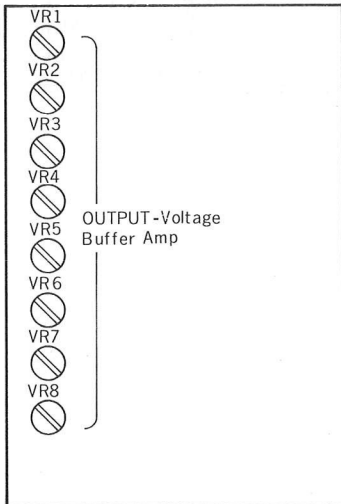 VR1
VR2
VR3
VR4
OUTPUT-Voltage
VR5
Buffer Amp
VR6
VR7
VR8